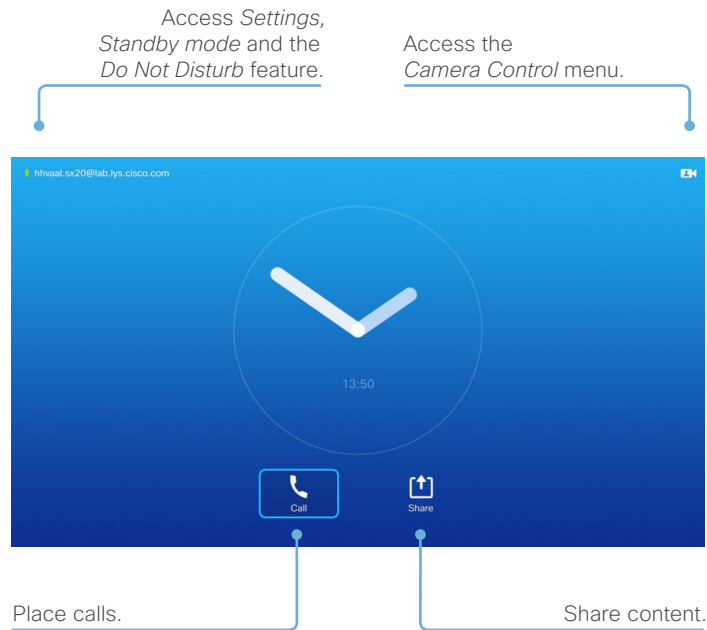 Access Settings,
Standby mode and the
Do Not Disturb feature.
Access the
Camera Control menu.
hhvaal.sx20@lab.lys.cisco.com
13:50
Call
Share
Place calls.
Share content.